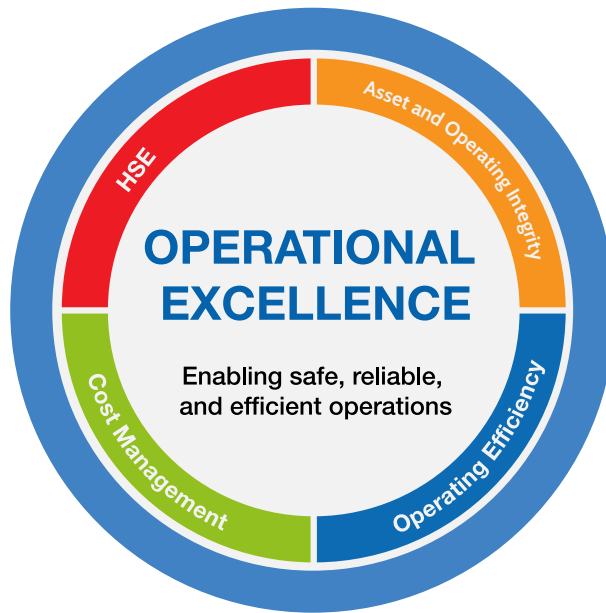 HSE
Asset and Operating Integrity
OPERATIONAL
EXCELLENCE
Enabling safe, reliable,
and efficient operations
Cost Management
Operating Efficiency